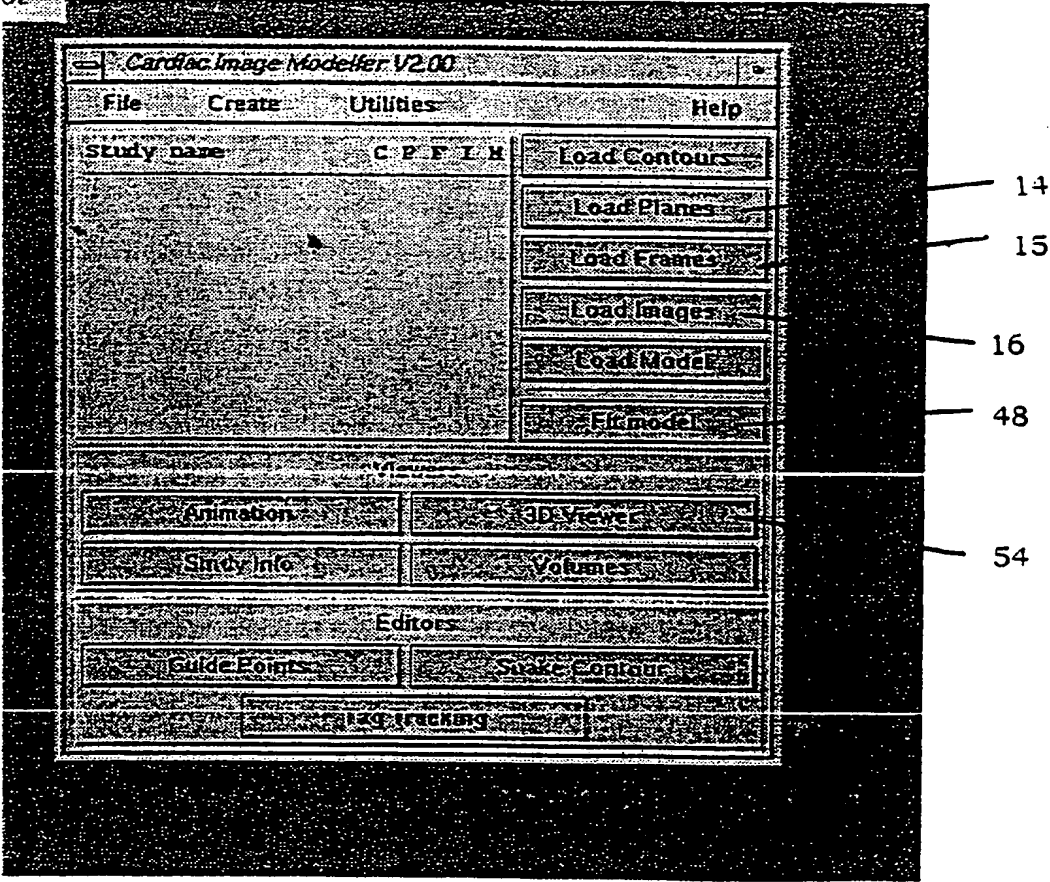 Cardiac Image Modeller V2.00
File Create Utilities Help
Study name C P F I M
Load Contours
Load Planes
14
Load Frames
15
Load Images
16
Load Model
Fit model
48
Viewers
Animation 3D Viewer
Study Info Volumes
54
Editors
Guide Points Snake Contour
Tag tracking